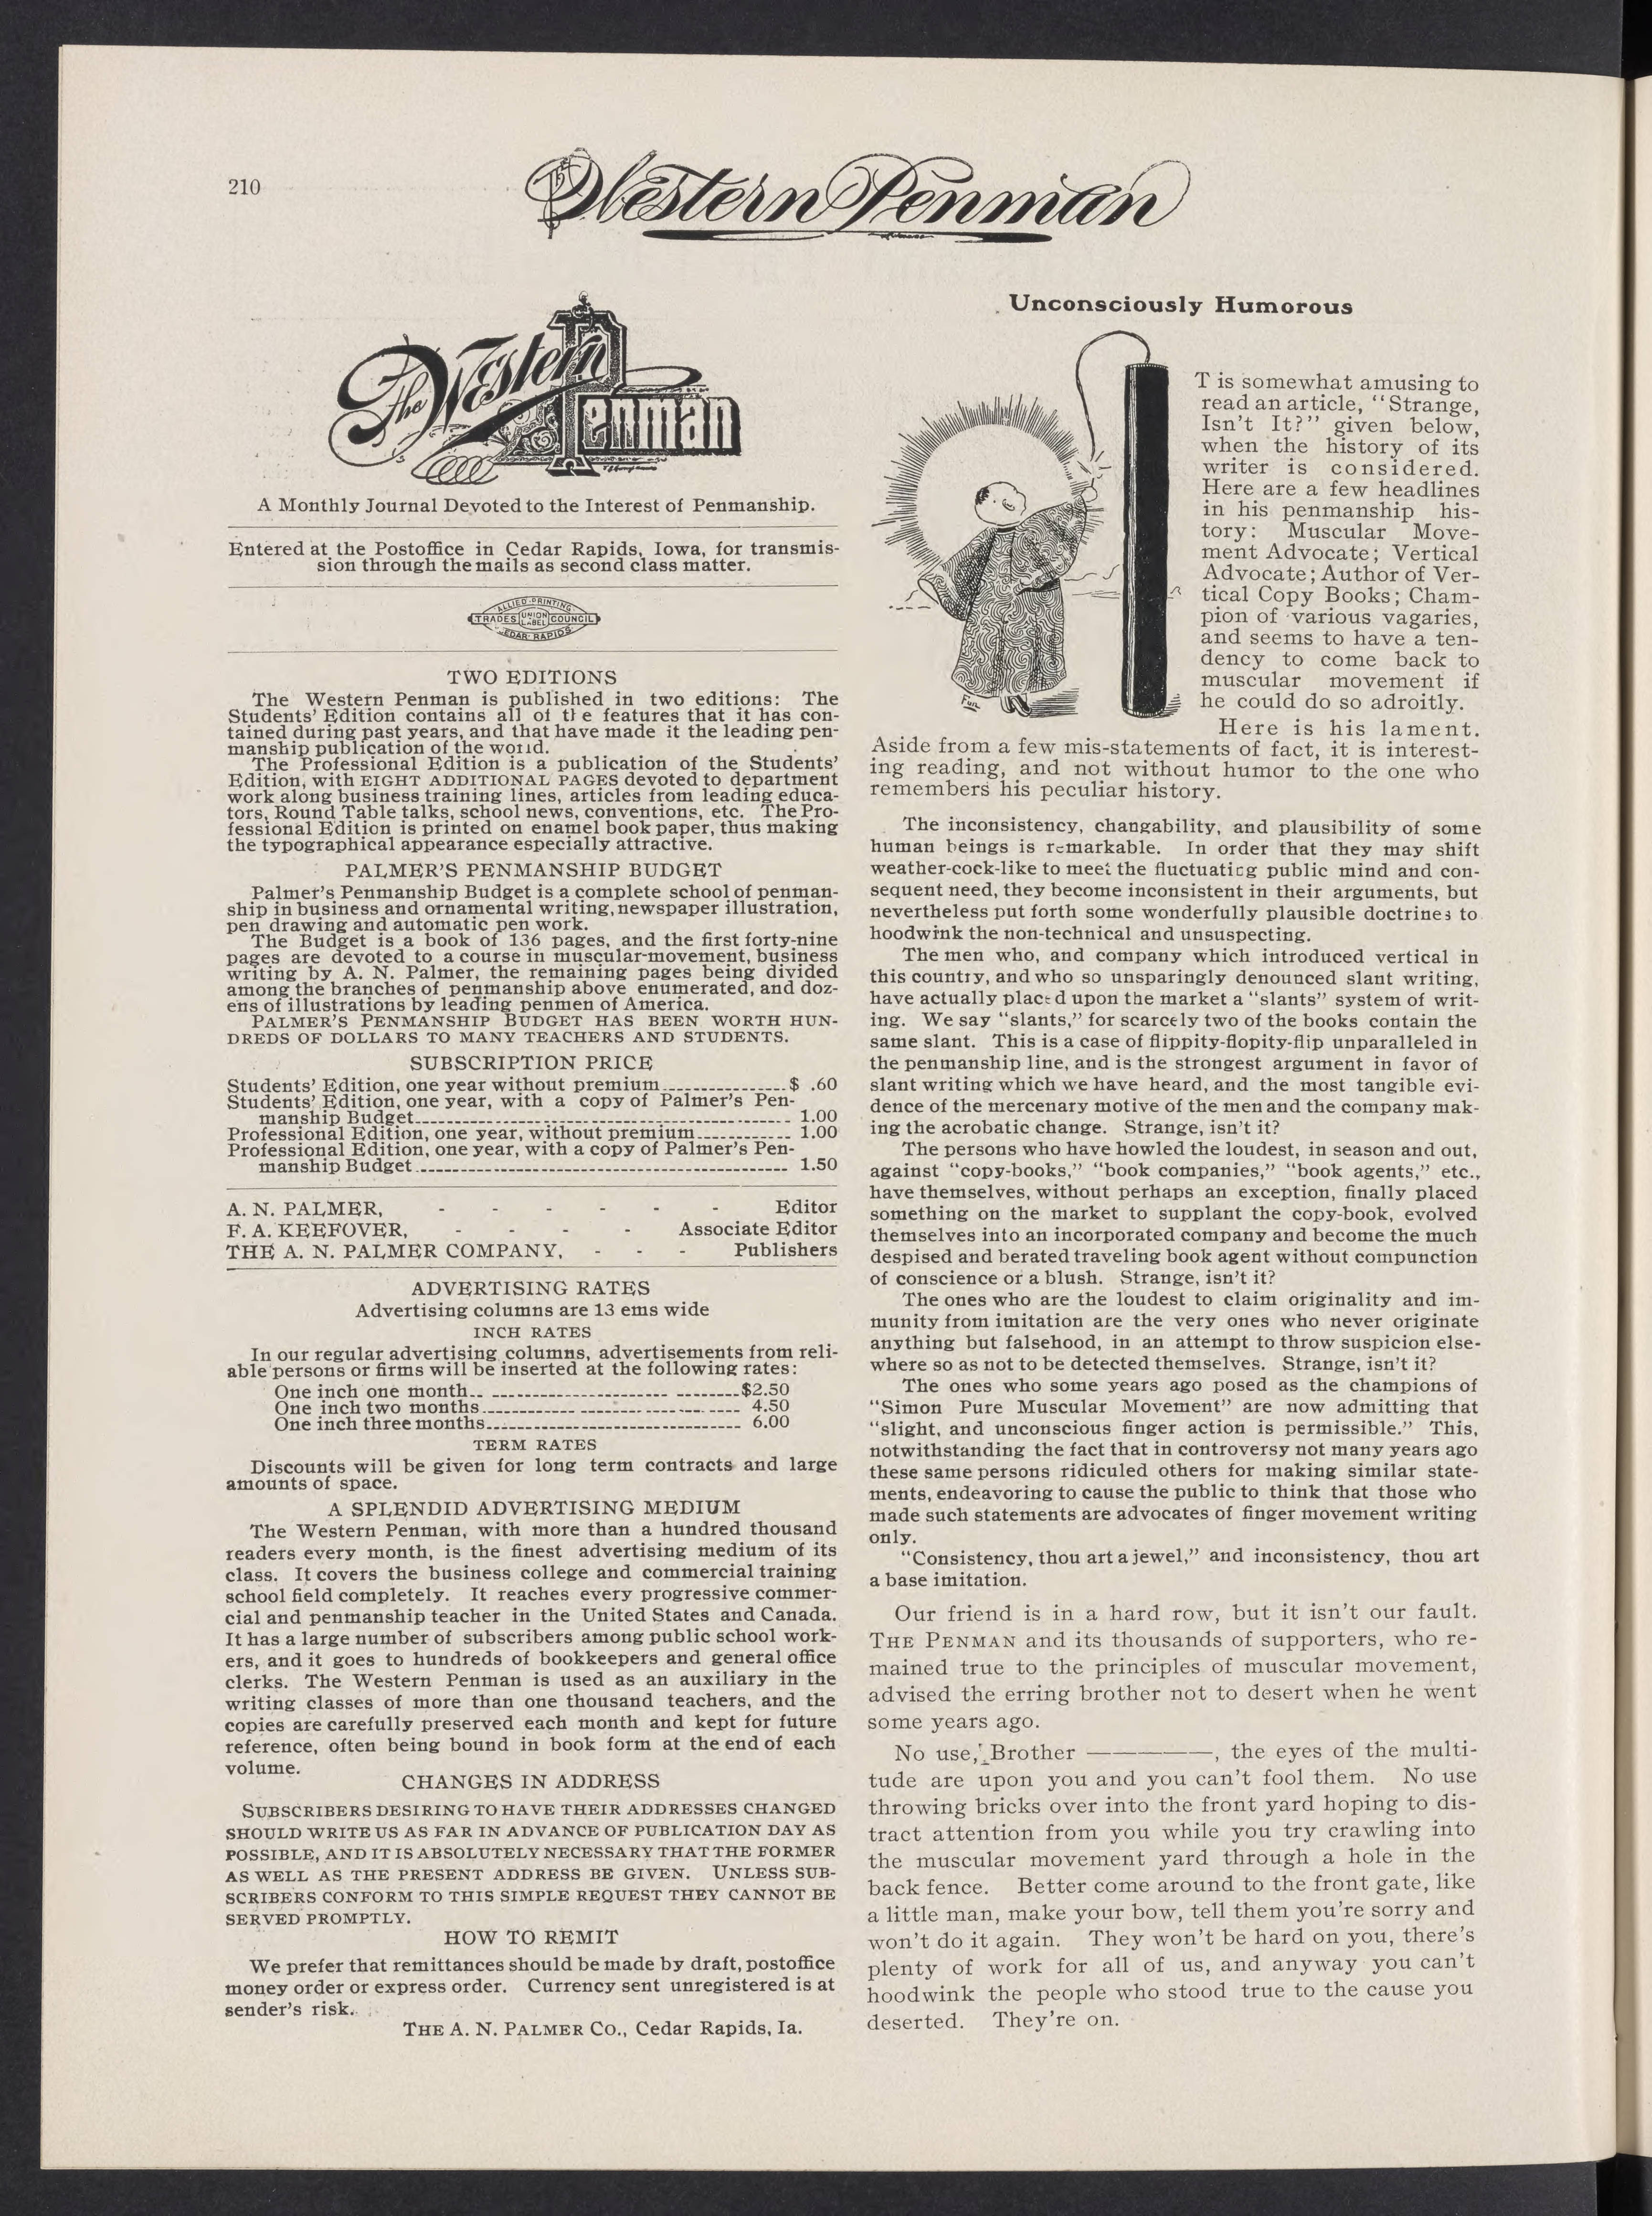 210
Western Penman
The Western
Penman
A Monthly Journal Devoted to the Interest of Penmanship.
Entered at the Postoffice in Cedar Rapids, Iowa, for transmis-
sion through the mails as second class matter.
ALLIED PRINTING
TRADES UNION LABEL COUNCIL
CEDAR RAPIDS
TWO EDITIONS
The Western Penman is published in two editions: The
Students' Edition contains all of the features that it has con-
tained during past years, and that have made it the leading pen-
manship publication of the world.
The Professional Edition is a publication of the Students'
Edition, with EIGHT ADDITIONAL PAGES devoted to department
work along business training lines, articles from leading educa-
tors, Round Table talks, school news, conventions, etc. The Pro-
fessional Edition is printed on enamel book paper, thus making
the typographical appearance especially attractive.
PALMER'S PENMANSHIP BUDGET
Palmer's Penmanship Budget is a complete school of penman-
ship in business and ornamental writing, newspaper illustration,
pen drawing and automatic pen work.
The Budget is a book of 136 pages, and the first forty-nine
pages are devoted to a course in muscular-movement, business
writing by A. N. Palmer, the remaining pages being divided
among the branches of penmanship above enumerated, and doz-
ens of illustrations by leading penmen of America.
PALMER'S PENMANSHIP BUDGET HAS BEEN WORTH HUN-
DREDS OF DOLLARS TO MANY TEACHERS AND STUDENTS.
SUBSCRIPTION PRICE
Students' Edition, one year without premium $ .60
Students' Edition, one year, with a copy of Palmer's Pen-
manship Budget 1.00
Professional Edition, one year, without premium 1.00
Professional Edition, one year, with a copy of Palmer's Pen-
manship Budget 1.50
A. N. PALMER, - - - - - - Editor
F. A. KEEFOVER, - - - - Associate Editor
THE A. N. PALMER COMPANY, - - - Publishers
ADVERTISING RATES
Advertising columns are 13 ems wide
INCH RATES
In our regular advertising columns, advertisements from reli-
able persons or firms will be inserted at the following rates:
One inch one month $2.50
One inch two months 4.50
One inch three months 6.00
TERM RATES
Discounts will be given for long term contracts and large
amounts of space.
A SPLENDID ADVERTISING MEDIUM
The Western Penman, with more than a hundred thousand
readers every month, is the finest advertising medium of its
class. It covers the business college and commercial training
school field completely. It reaches every progressive commer-
cial and penmanship teacher in the United States and Canada.
It has a large number of subscribers among public school work-
ers, and it goes to hundreds of bookkeepers and general office
clerks. The Western Penman is used as an auxiliary in the
writing classes of more than one thousand teachers, and the
copies are carefully preserved each month and kept for future
reference, often being bound in book form at the end of each
volume.
CHANGES IN ADDRESS
SUBSCRIBERS DESIRING TO HAVE THEIR ADDRESSES CHANGED
SHOULD WRITE US AS FAR IN ADVANCE OF PUBLICATION DAY AS
POSSIBLE, AND IT IS ABSOLUTELY NECESSARY THAT THE FORMER
AS WELL AS THE PRESENT ADDRESS BE GIVEN. UNLESS SUB-
SCRIBERS CONFORM TO THIS SIMPLE REQUEST THEY CANNOT BE
SERVED PROMPTLY.
HOW TO REMIT
We prefer that remittances should be made by draft, postoffice
money order or express order. Currency sent unregistered is at
sender's risk.
THE A. N. PALMER CO., Cedar Rapids, Ia.
Unconsciously Humorous
T is somewhat amusing to
read an article, "Strange,
Isn't It?" given below,
when the history of its
writer is considered.
Here are a few headlines
in his penmanship his-
tory: Muscular Move-
ment Advocate; Vertical
Advocate; Author of Ver-
tical Copy Books; Cham-
pion of various vagaries,
and seems to have a ten-
dency to come back to
muscular movement if
he could do so adroitly.
Here is his lament.
Aside from a few mis-statements of fact, it is interest-
ing reading, and not without humor to the one who
remembers his peculiar history.
The inconsistency, changability, and plausibility of some
human beings is remarkable. In order that they may shift
weather-cock-like to meet the fluctuating public mind and con-
sequent need, they become inconsistent in their arguments, but
nevertheless put forth some wonderfully plausible doctrines to
hoodwink the non-technical and unsuspecting.
The men who, and company which introduced vertical in
this country, and who so unsparingly denounced slant writing,
have actually placed upon the market a "slants" system of writ-
ing. We say "slants," for scarcely two of the books contain the
same slant. This is a case of flippity-flopity-flip unparalleled in
the penmanship line, and is the strongest argument in favor of
slant writing which we have heard, and the most tangible evi-
dence of the mercenary motive of the men and the company mak-
ing the acrobatic change. Strange, isn't it?
The persons who have howled the loudest, in season and out,
against "copy-books," "book companies," "book agents," etc.,
have themselves, without perhaps an exception, finally placed
something on the market to supplant the copy-book, evolved
themselves into an incorporated company and become the much
despised and berated traveling book agent without compunction
of conscience or a blush. Strange, isn't it?
The ones who are the loudest to claim originality and im-
munity from imitation are the very ones who never originate
anything but falsehood, in an attempt to throw suspicion else-
where so as not to be detected themselves. Strange, isn't it?
The ones who some years ago posed as the champions of
"Simon Pure Muscular Movement" are now admitting that
"slight, and unconscious finger action is permissible." This,
notwithstanding the fact that in controversy not many years ago
these same persons ridiculed others for making similar state-
ments, endeavoring to cause the public to think that those who
made such statements are advocates of finger movement writing
only.
"Consistency, thou art a jewel," and inconsistency, thou art
a base imitation.
Our friend is in a hard row, but it isn't our fault.
THE PENMAN and its thousands of supporters, who re-
mained true to the principles of muscular movement,
advised the erring brother not to desert when he went
some years ago.
No use, Brother —————, the eyes of the multi-
tude are upon you and you can't fool them. No use
throwing bricks over into the front yard hoping to dis-
tract attention from you while you try crawling into
the muscular movement yard through a hole in the
back fence. Better come around to the front gate, like
a little man, make your bow, tell them you're sorry and
won't do it again. They won't be hard on you, there's
plenty of work for all of us, and anyway you can't
hoodwink the people who stood true to the cause you
deserted. They're on.